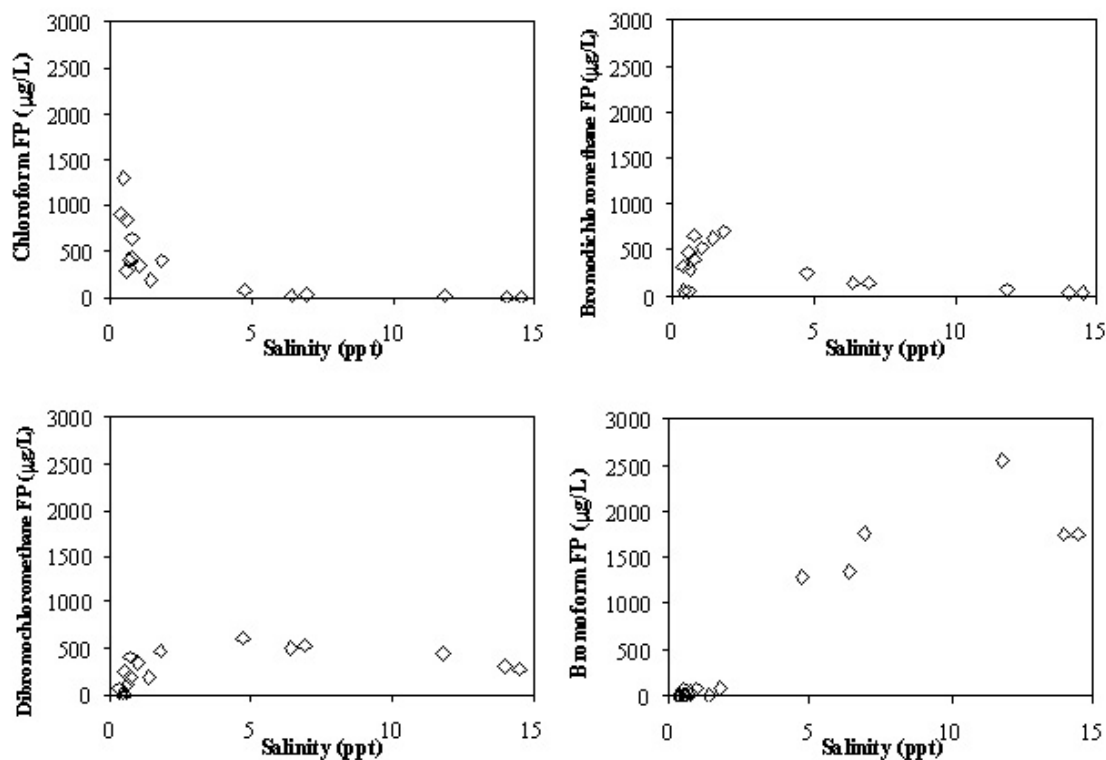 Chloroform FP (μg/L)
3000
2500
2000
1500
1000
500
0
0 5 10 15
Salinity (ppt)
Bromodichloromethane FP (μg/L)
3000
2500
2000
1500
1000
500
0
0 5 10 15
Salinity (ppt)
Dibromochloromethane FP (μg/L)
3000
2500
2000
1500
1000
500
0
0 5 10 15
Salinity (ppt)
Bromoform FP (μg/L)
3000
2500
2000
1500
1000
500
0
0 5 10 15
Salinity (ppt)